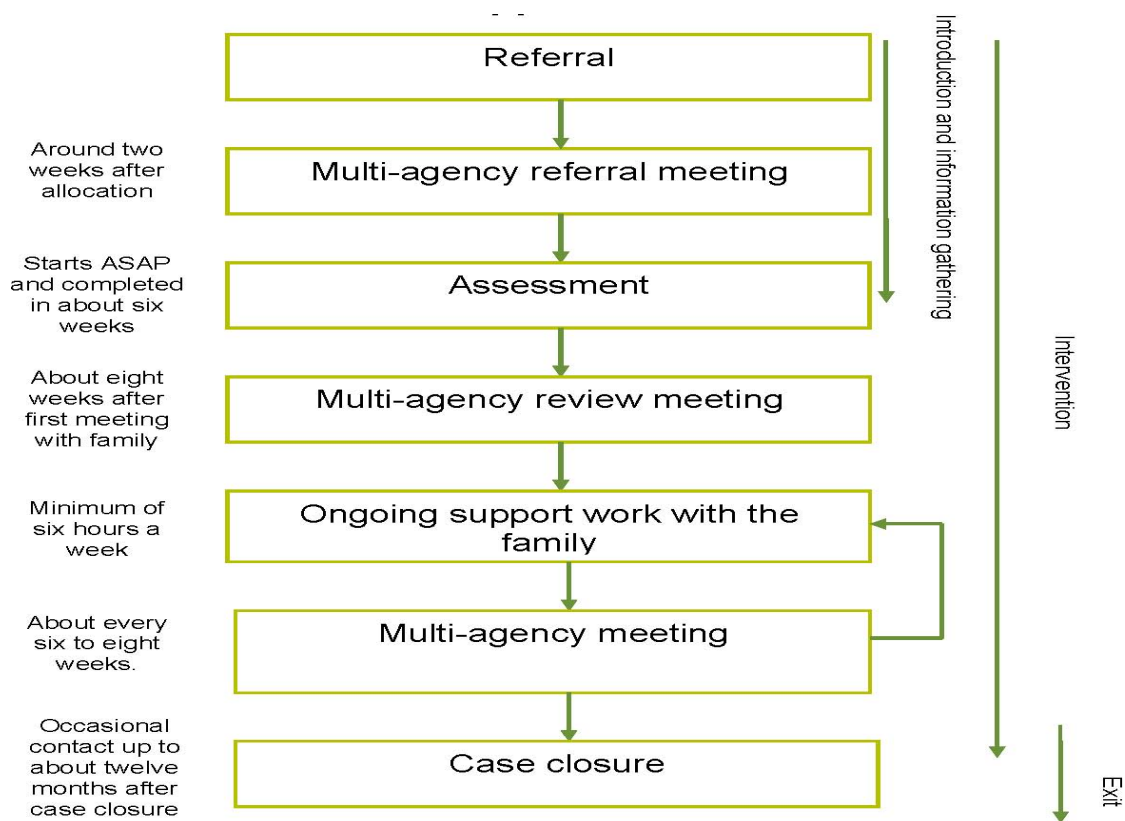 Referral
Around two
weeks after
allocation
Multi-agency referral meeting
Starts ASAP
and completed
in about six
weeks
Assessment
Introduction and information gathering
About eight
weeks after
first meeting
with family
Multi-agency review meeting
Intervention
Minimum of
six hours a
week
Ongoing support work with the
family
About every
six to eight
weeks.
Multi-agency meeting
Occasional
contact up to
about twelve
months after
case closure
Case closure
Exit